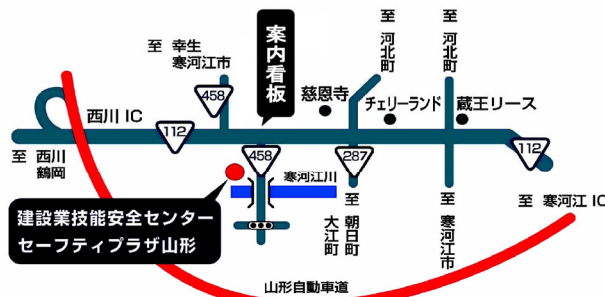 至 幸生
寒河江市
案内看板
至 河北町
至 河北町
458
慈恩寺
チェリーランド
蔵王リース
西川 IC
112
458
287
112
至 西川
鶴岡
寒河江川
至 朝日町
大江町
至 寒河江市
至 寒河江 IC
建設業技能安全センター
セーフティプラザ山形
山形自動車道